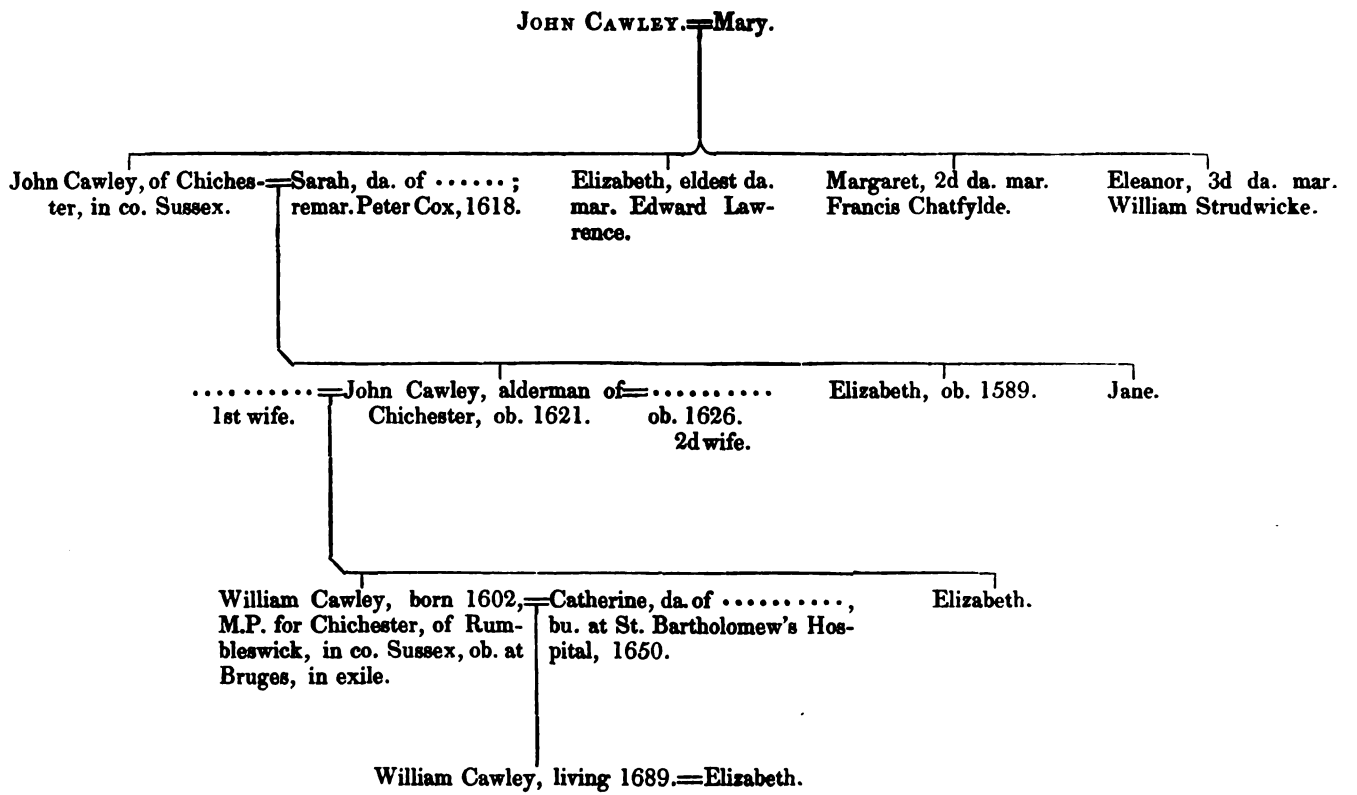 JOHN CAWLEY.=Mary.
John Cawley, of Chiches-=Sarah, da. of ······ ;
ter, in co. Sussex.
remar. Peter Cox, 1618.
Elizabeth, eldest da.
mar. Edward Law-
rence.
Margaret, 2d da. mar.
Francis Chatfylde.
Eleanor, 3d da. mar.
William Strudwicke.
·········· 
1st wife.
=John Cawley, alderman of=
Chichester, ob. 1621.
··········
ob. 1626.
2d wife.
Elizabeth, ob. 1589.
Jane.
William Cawley, born 1602,=
M.P. for Chichester, of Rum-
bleswick, in co. Sussex, ob. at
Bruges, in exile.
Catherine, da. of ··········,
bu. at St. Bartholomew's Hos-
pital, 1650.
Elizabeth.
William Cawley, living 1689.=Elizabeth.